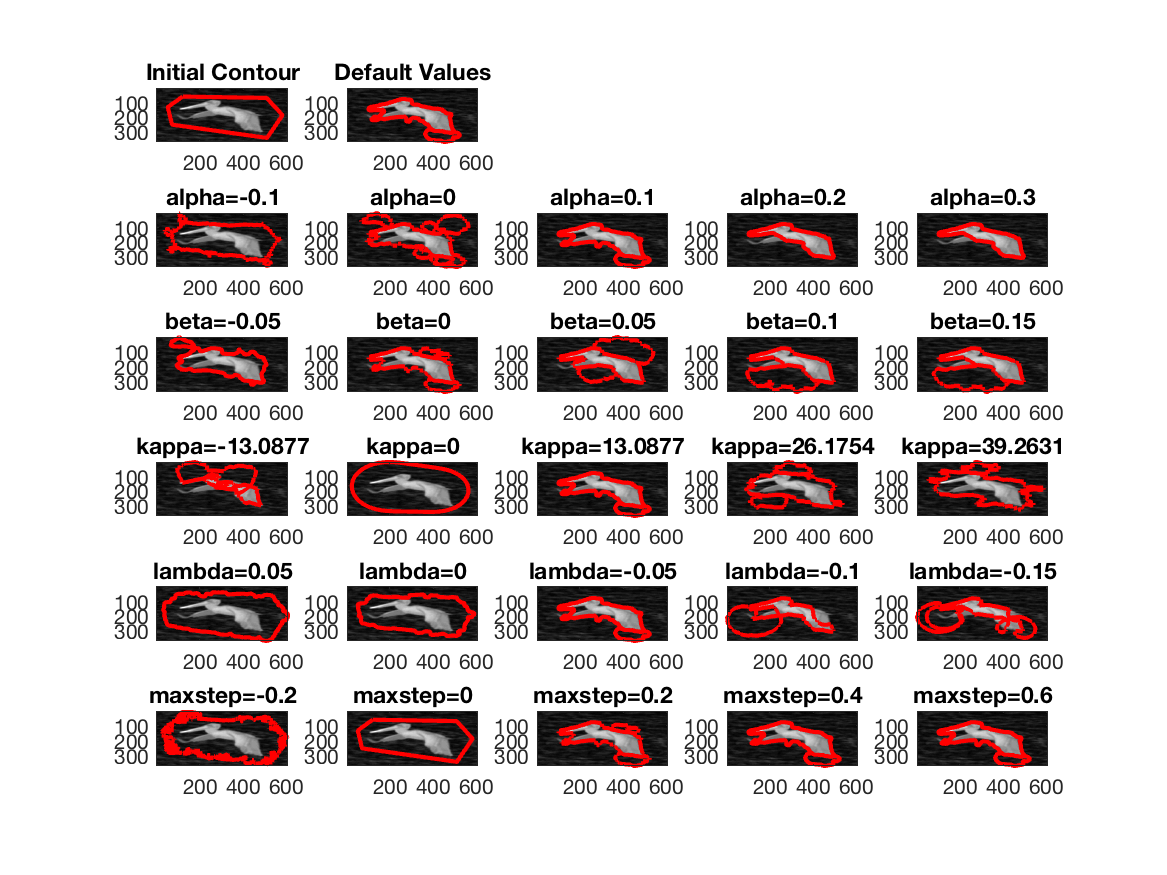 Initial Contour Default Values
100 100
200 200
300 300
200 400 600 200 400 600
alpha=-0.1 alpha=0 alpha=0.1 alpha=0.2 alpha=0.3
100 100 100 100 100
200 200 200 200 200
300 300 300 300 300
200 400 600 200 400 600 200 400 600 200 400 600 200 400 600
beta=-0.05 beta=0 beta=0.05 beta=0.1 beta=0.15
100 100 100 100 100
200 200 200 200 200
300 300 300 300 300
200 400 600 200 400 600 200 400 600 200 400 600 200 400 600
kappa=-13.0877 kappa=0 kappa=13.0877 kappa=26.1754 kappa=39.2631
100 100 100 100 100
200 200 200 200 200
300 300 300 300 300
200 400 600 200 400 600 200 400 600 200 400 600 200 400 600
lambda=0.05 lambda=0 lambda=-0.05 lambda=-0.1 lambda=-0.15
100 100 100 100 100
200 200 200 200 200
300 300 300 300 300
200 400 600 200 400 600 200 400 600 200 400 600 200 400 600
maxstep=-0.2 maxstep=0 maxstep=0.2 maxstep=0.4 maxstep=0.6
100 100 100 100 100
200 200 200 200 200
300 300 300 300 300
200 400 600 200 400 600 200 400 600 200 400 600 200 400 600